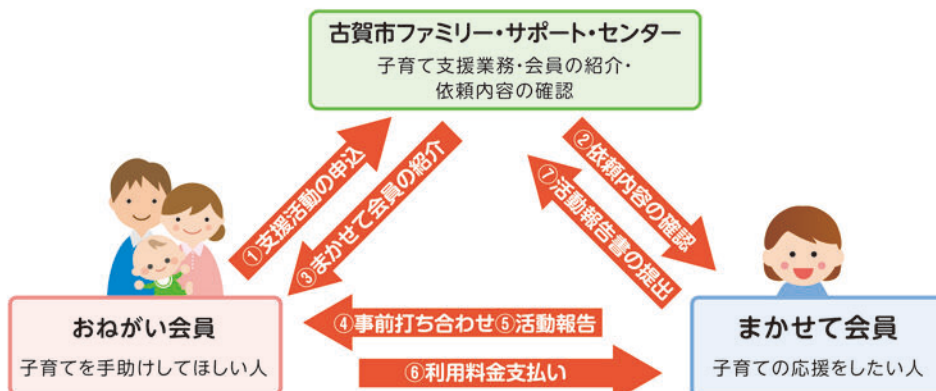 古賀市ファミリー・サポート・センター
子育て支援業務・会員の紹介・
依頼内容の確認
①支援活動の申込
③まかせて会員の紹介
②依頼内容の確認
⑦活動報告書の提出
おねがい会員
子育てを手助けしてほしい人
④事前打ち合わせ⑤活動報告
⑥利用料金支払い
まかせて会員
子育ての応援をしたい人